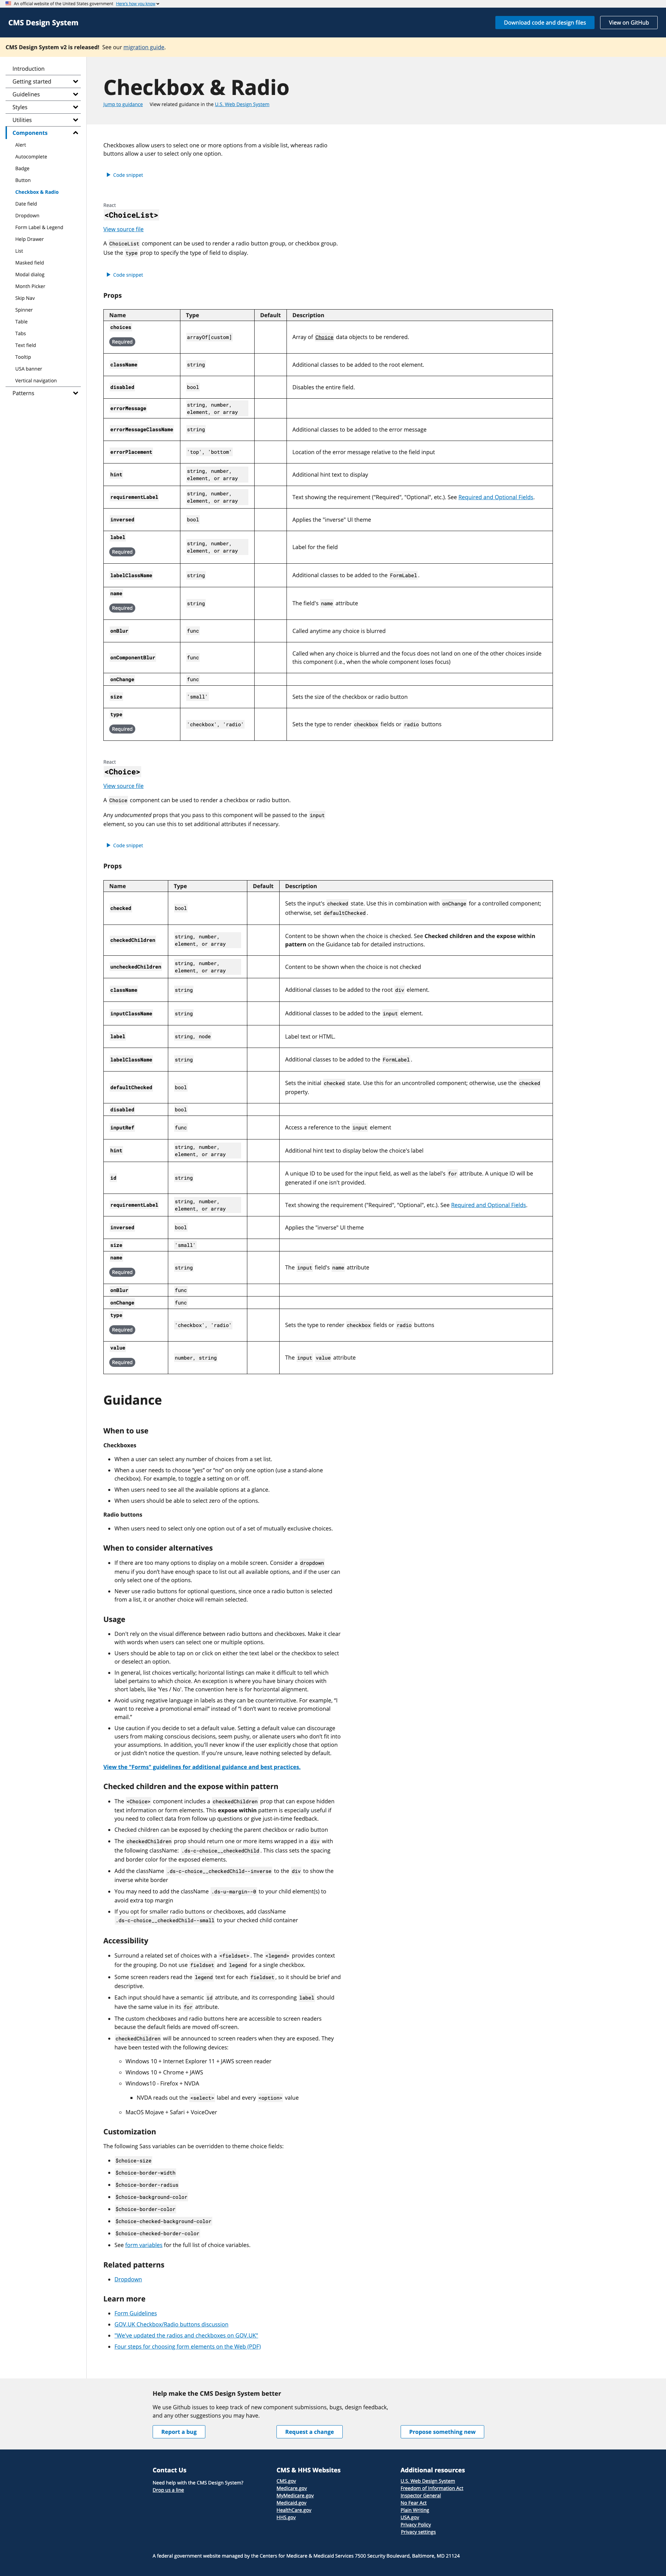 An official website of the United States government Here's how you know
CMS Design System
Download code and design files
View on GitHub
CMS Design System v2 is released! See our migration guide.
Introduction
Getting started
Guidelines
Styles
Utilities
Components
Alert
Autocomplete
Badge
Button
Checkbox & Radio
Date field
Dropdown
Form Label & Legend
Help Drawer
List
Masked field
Modal dialog
Month Picker
Skip Nav
Spinner
Table
Tabs
Text field
Tooltip
USA banner
Vertical navigation
Patterns
Checkbox & Radio
Jump to guidance View related guidance in the U.S. Web Design System
Checkboxes allow users to select one or more options from a visible list, whereas radio
buttons allow a user to select only one option.
Code snippet
React
<ChoiceList>
View source file
A ChoiceList component can be used to render a radio button group, or checkbox group.
Use the type prop to specify the type of field to display.
Code snippet
Props
Name Type Default Description
choices
Required
arrayOf[custom]
Array of Choice data objects to be rendered.
className string Additional classes to be added to the root element.
disabled bool Disables the entire field.
errorMessage
string, number,
element, or array
errorMessageClassName string Additional classes to be added to the error message
errorPlacement 'top', 'bottom' Location of the error message relative to the field input
hint
string, number,
element, or array
Additional hint text to display
requirementLabel
string, number,
element, or array
Text showing the requirement ("Required", "Optional", etc.). See Required and Optional Fields.
inversed bool Applies the "inverse" UI theme
label
Required
string, number,
element, or array
Label for the field
labelClassName string Additional classes to be added to the FormLabel.
name
Required
string
The field's name attribute
onBlur func Called anytime any choice is blurred
onComponentBlur func
Called when any choice is blurred and the focus does not land on one of the other choices inside
this component (i.e., when the whole component loses focus)
onChange func
size 'small' Sets the size of the checkbox or radio button
type
Required
'checkbox', 'radio'
Sets the type to render checkbox fields or radio buttons
React
<Choice>
View source file
A Choice component can be used to render a checkbox or radio button.
Any undocumented props that you pass to this component will be passed to the input
element, so you can use this to set additional attributes if necessary.
Code snippet
Props
Name Type Default Description
checked bool
Sets the input's checked state. Use this in combination with onChange for a controlled component;
otherwise, set defaultChecked.
checkedChildren
string, number,
element, or array
Content to be shown when the choice is checked. See Checked children and the expose within
pattern on the Guidance tab for detailed instructions.
uncheckedChildren
string, number,
element, or array
Content to be shown when the choice is not checked
className string Additional classes to be added to the root div element.
inputClassName string Additional classes to be added to the input element.
label string, node Label text or HTML.
labelClassName string Additional classes to be added to the FormLabel.
defaultChecked bool
Sets the initial checked state. Use this for an uncontrolled component; otherwise, use the checked
property.
disabled bool
inputRef func Access a reference to the input element
hint
string, number,
element, or array
Additional hint text to display below the choice's label
id string
A unique ID to be used for the input field, as well as the label's for attribute. A unique ID will be
generated if one isn't provided.
requirementLabel
string, number,
element, or array
Text showing the requirement ("Required", "Optional", etc.). See Required and Optional Fields.
inversed bool Applies the "inverse" UI theme
size 'small'
name
Required
string
The input field's name attribute
onBlur func
onChange func
type
Required
'checkbox', 'radio'
Sets the type to render checkbox fields or radio buttons
value
Required
number, string
The input value attribute
Guidance
When to use
Checkboxes
• When a user can select any number of choices from a set list.
• When a user needs to choose "yes" or "no" on only one option (use a stand-alone
checkbox). For example, to toggle a setting on or off.
• When users need to see all the available options at a glance.
• When users should be able to select zero of the options.
Radio buttons
• When users need to select only one option out of a set of mutually exclusive choices.
When to consider alternatives
• If there are too many options to display on a mobile screen. Consider a dropdown
menu if you don't have enough space to list out all available options, and if the user can
only select one of the options.
• Never use radio buttons for optional questions, since once a radio button is selected
from a list, it or another choice will remain selected.
Usage
• Don't rely on the visual difference between radio buttons and checkboxes. Make it clear
with words when users can select one or multiple options.
• Users should be able to tap on or click on either the text label or the checkbox to select
or deselect an option.
• In general, list choices vertically; horizontal listings can make it difficult to tell which
label pertains to which choice. An exception is where you have binary choices with
short labels, like 'Yes / No'. The convention here is for horizontal alignment.
• Avoid using negative language in labels as they can be counterintuitive. For example, "I
want to receive a promotional email" instead of "I don't want to receive promotional
email."
• Use caution if you decide to set a default value. Setting a default value can discourage
users from making conscious decisions, seem pushy, or alienate users who don't fit into
your assumptions. In addition, you'll never know if the user explicitly chose that option
or just didn't notice the question. If you're unsure, leave nothing selected by default.
View the "Forms" guidelines for additional guidance and best practices.
Checked children and the expose within pattern
• The <Choice> component includes a checkedChildren prop that can expose hidden
text information or form elements. This expose within pattern is especially useful if
you need to collect data from follow up questions or give just-in-time feedback.
• Checked children can be exposed by checking the parent checkbox or radio button
• The checkedChildren prop should return one or more items wrapped in a div with
the following className: .ds-c-choice__checkedChild. This class sets the spacing
and border color for the exposed elements.
• Add the className .ds-c-choice__checkedChild--inverse to the div to show the
inverse white border
• You may need to add the className .ds-u-margin--0 to your child element(s) to
avoid extra top margin
• If you opt for smaller radio buttons or checkboxes, add className
.ds-c-choice__checkedChild--small to your checked child container
Accessibility
• Surround a related set of choices with a <fieldset>. The <legend> provides context
for the grouping. Do not use fieldset and legend for a single checkbox.
• Some screen readers read the legend text for each fieldset, so it should be brief and
descriptive.
• Each input should have a semantic id attribute, and its corresponding label should
have the same value in its for attribute.
• The custom checkboxes and radio buttons here are accessible to screen readers
because the default fields are moved off-screen.
• checkedChildren will be announced to screen readers when they are exposed. They
have been tested with the following devices:
◦ Windows 10 + Internet Explorer 11 + JAWS screen reader
◦ Windows 10 + Chrome + JAWS
◦ Windows10 - Firefox + NVDA
▪ NVDA reads out the <select> label and every <option> value
◦ MacOS Mojave + Safari + VoiceOver
Customization
The following Sass variables can be overridden to theme choice fields:
• $choice-size
• $choice-border-width
• $choice-border-radius
• $choice-background-color
• $choice-border-color
• $choice-checked-background-color
• $choice-checked-border-color
• See form variables for the full list of choice variables.
Related patterns
• Dropdown
Learn more
• Form Guidelines
• GOV.UK Checkbox/Radio buttons discussion
• "We've updated the radios and checkboxes on GOV.UK"
• Four steps for choosing form elements on the Web (PDF)
Help make the CMS Design System better
We use Github issues to keep track of new component submissions, bugs, design feedback,
and any other suggestions you may have.
Report a bug
Request a change
Propose something new
Contact Us
Need help with the CMS Design System?
Drop us a line
CMS & HHS Websites
CMS.gov
Medicare.gov
MyMedicare.gov
Medicaid.gov
HealthCare.gov
HHS.gov
Additional resources
U.S. Web Design System
Freedom of Information Act
Inspector General
No Fear Act
Plain Writing
USA.gov
Privacy Policy
Privacy settings
A federal government website managed by the Centers for Medicare & Medicaid Services 7500 Security Boulevard, Baltimore, MD 21124